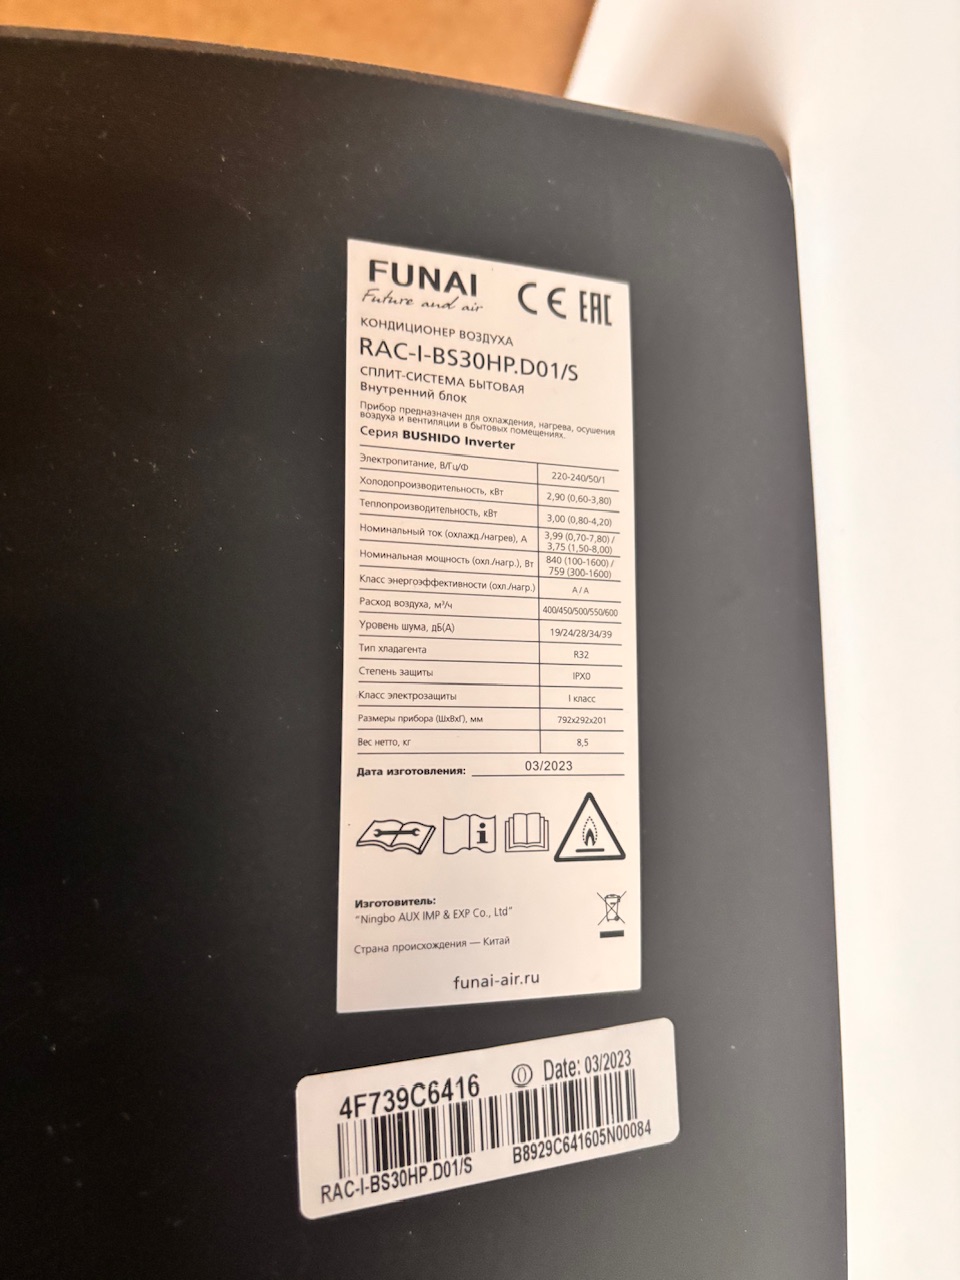 FUNAI
Future and air
CE EAC
КОНДИЦИОНЕР ВОЗДУХА
RAC-I-BS30HP.D01/S
СПЛИТ-СИСТЕМА БЫТОВАЯ
Внутренний блок
Прибор предназначен для охлаждения, нагрева, осушения
воздуха и вентиляции в бытовых помещениях.
Серия BUSHIDO Inverter
Электропитание, В/Гц/Ф 220-240/50/1
Холодопроизводительность, кВт 2,90 (0,60-3,80)
Теплопроизводительность, кВт 3,00 (0,80-4,20)
Номинальный ток (охлажд./нагрев), А 3,99 (0,70-7,80) /
3,75 (1,50-8,00)
Номинальная мощность (охл./нагр.), Вт 840 (100-1600) /
759 (300-1600)
Класс энергоэффективности (охл./нагр.) A / A
Расход воздуха, м³/ч 400/450/500/550/600
Уровень шума, дБ(А) 19/24/28/34/39
Тип хладагента R32
Степень защиты IPX0
Класс электрозащиты I класс
Размеры прибора (ШхВхГ), мм 792x292x201
Вес нетто, кг 8,5
Дата изготовления: 03/2023
Изготовитель:
"Ningbo AUX IMP & EXP Co., Ltd"
Страна происхождения — Китай
funai-air.ru
4F739C6416 Date: 03/2023
RAC-I-BS30HP.D01/S B8929C641605N00084